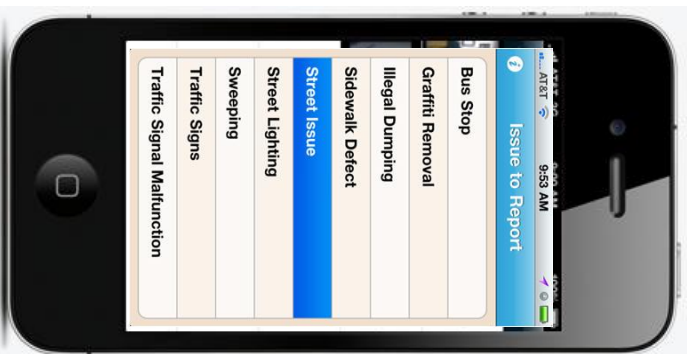 AT&T 9:53 AM
Issue to Report
Bus Stop
Graffiti Removal
Illegal Dumping
Sidewalk Defect
Street Issue
Street Lighting
Sweeping
Traffic Signs
Traffic Signal Malfunction